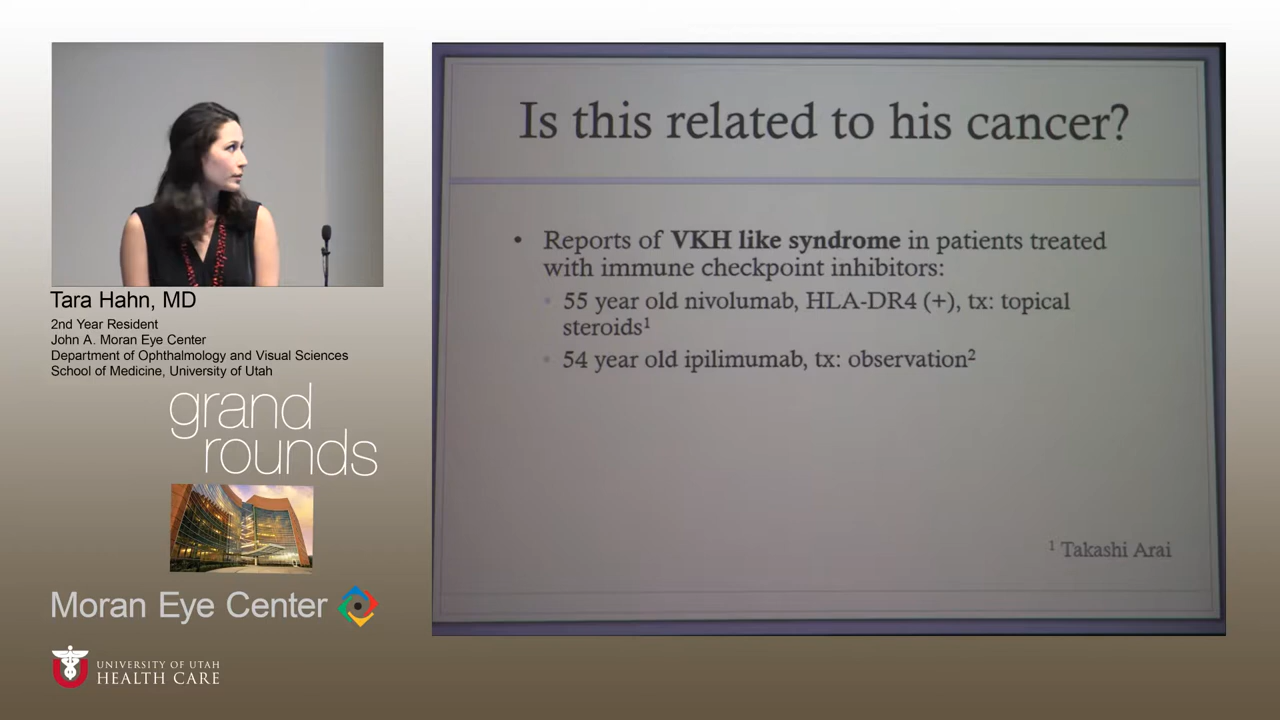 Tara Hahn, MD
2nd Year Resident
John A. Moran Eye Center
Department of Ophthalmology and Visual Sciences
School of Medicine, University of Utah
grand
rounds
Moran Eye Center
UNIVERSITY OF UTAH
HEALTH CARE
Is this related to his cancer?
• Reports of VKH like syndrome in patients treated
with immune checkpoint inhibitors:
• 55 year old nivolumab, HLA-DR4 (+), tx: topical
steroids¹
• 54 year old ipilimumab, tx: observation²
¹ Takashi Arai